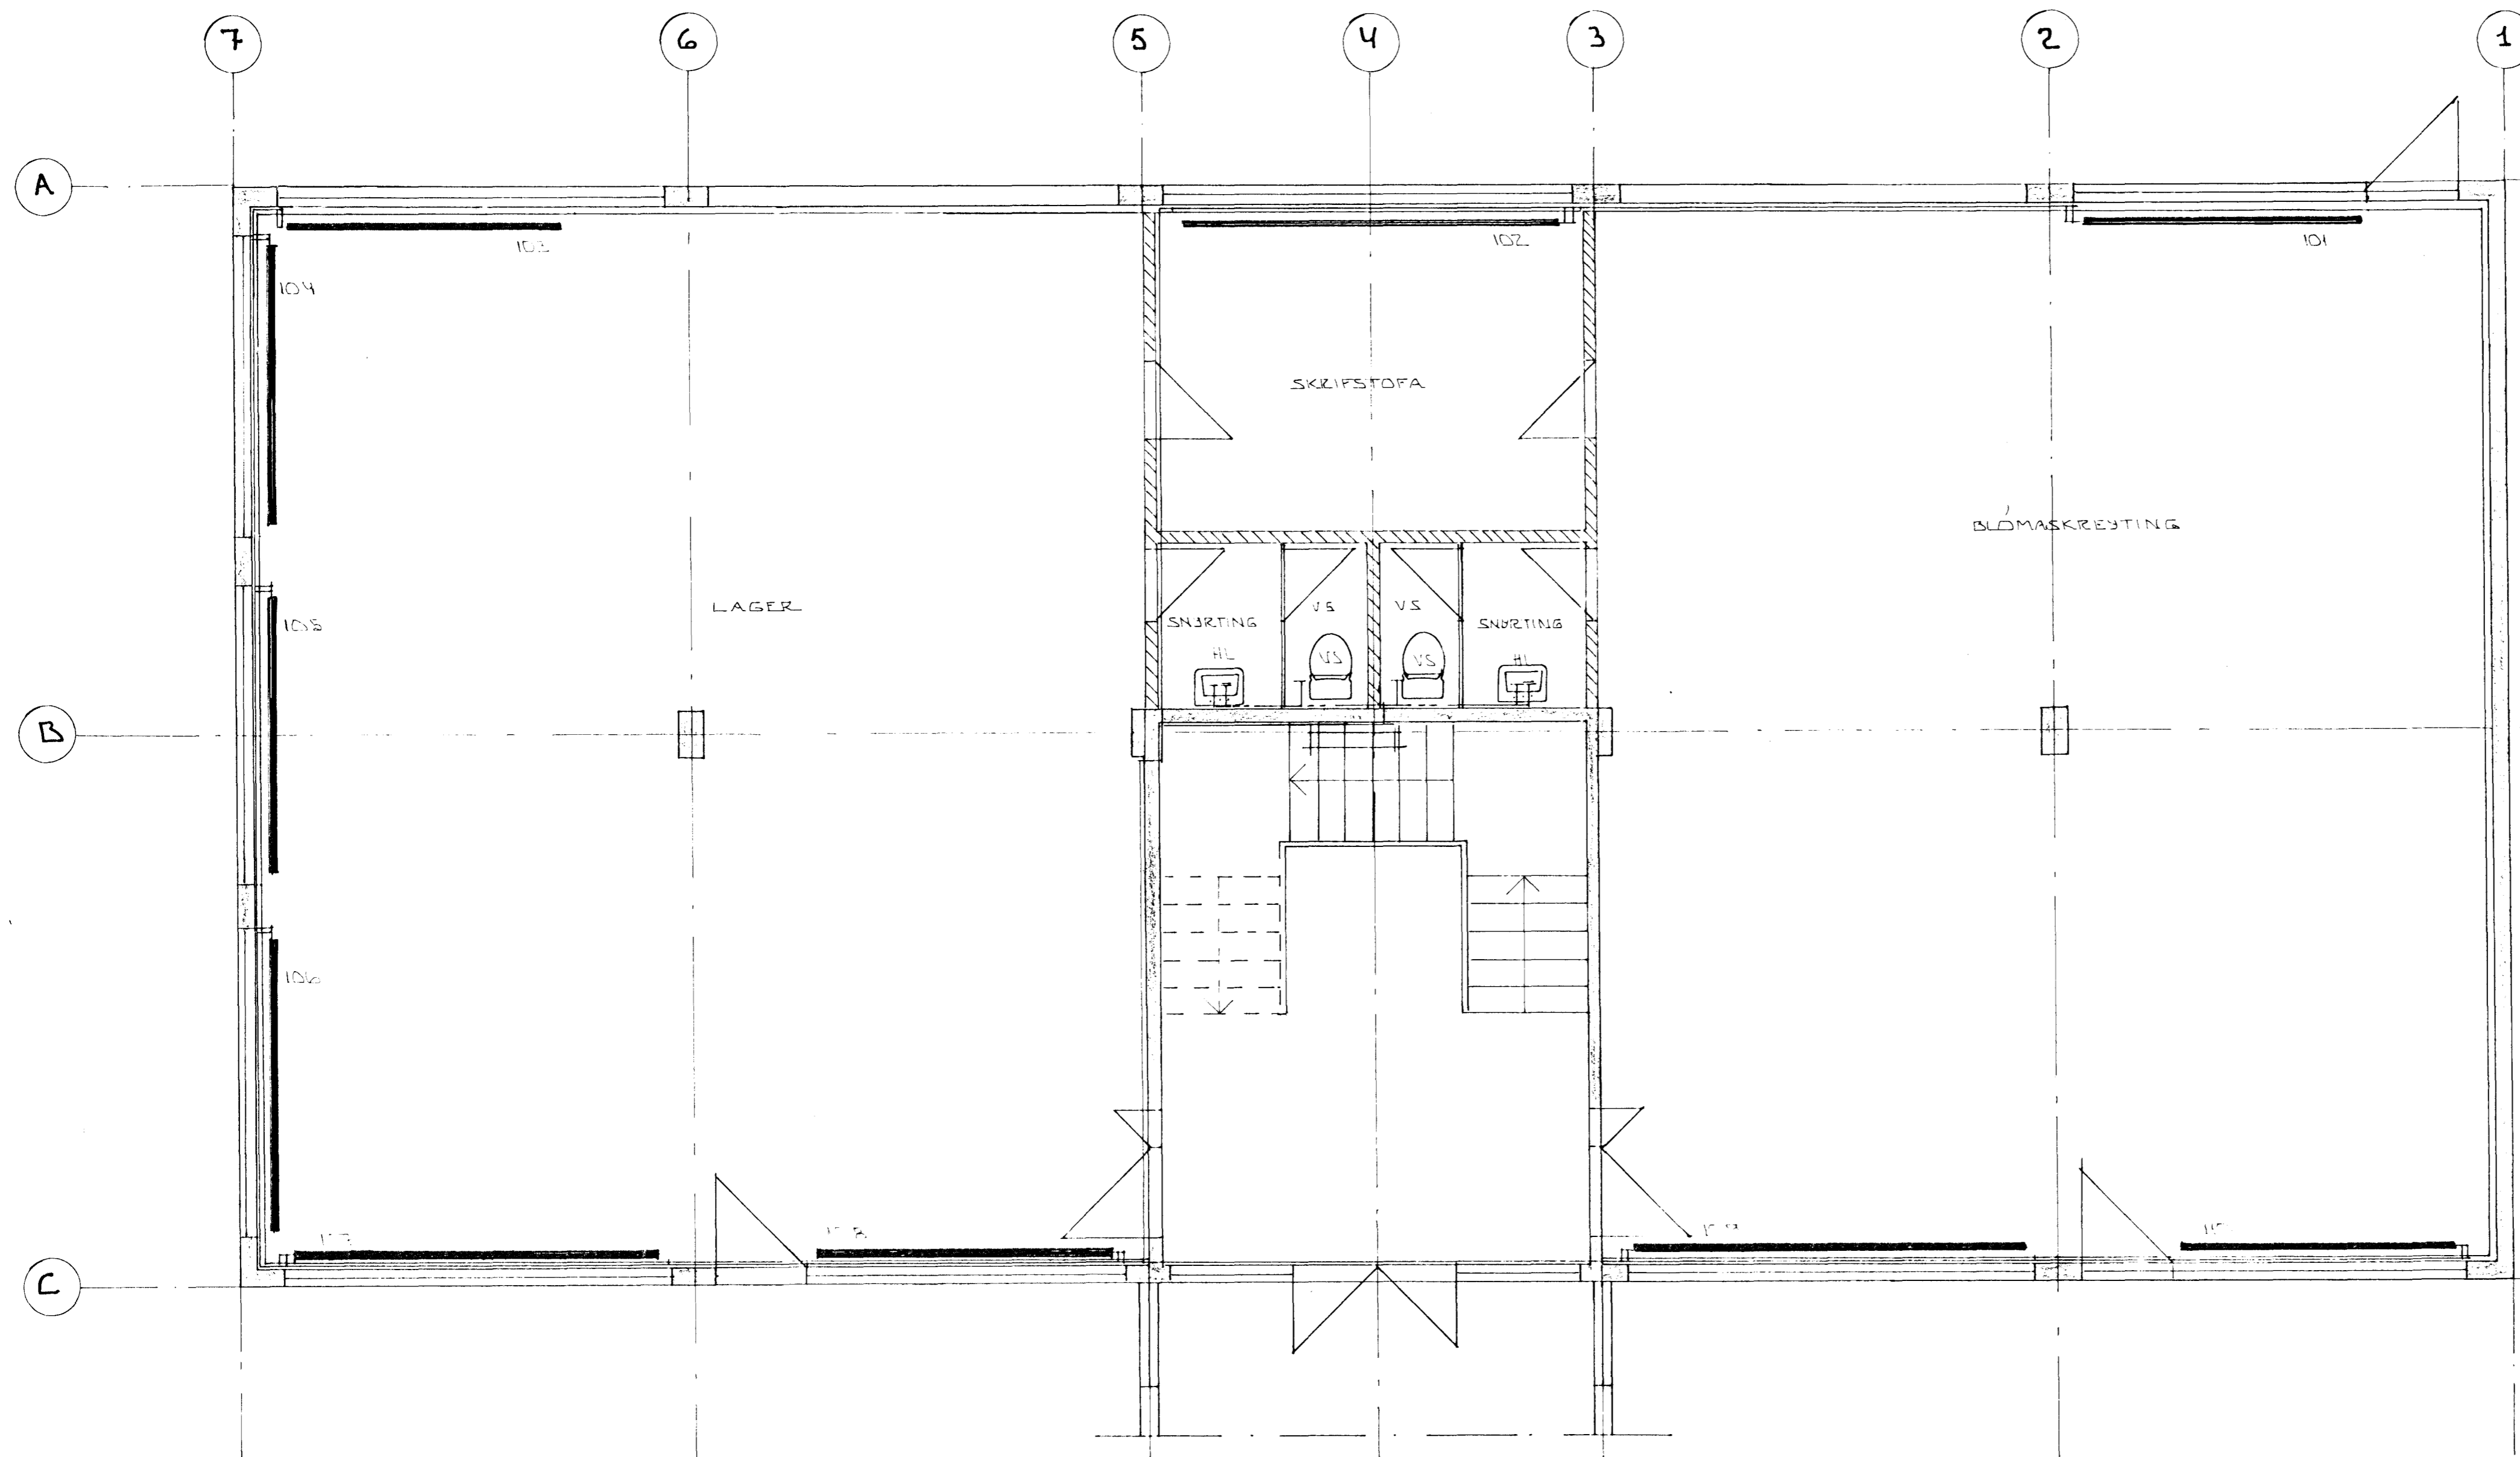 7 6 5 4 3 2 1
A
103
102
101
104
SKRIFSTOFA
BLÓMASKREYTING
LAGER
105
SNYRTING
VS
VS
SNYRTING
HL
VS
VS
HL
B
106
C